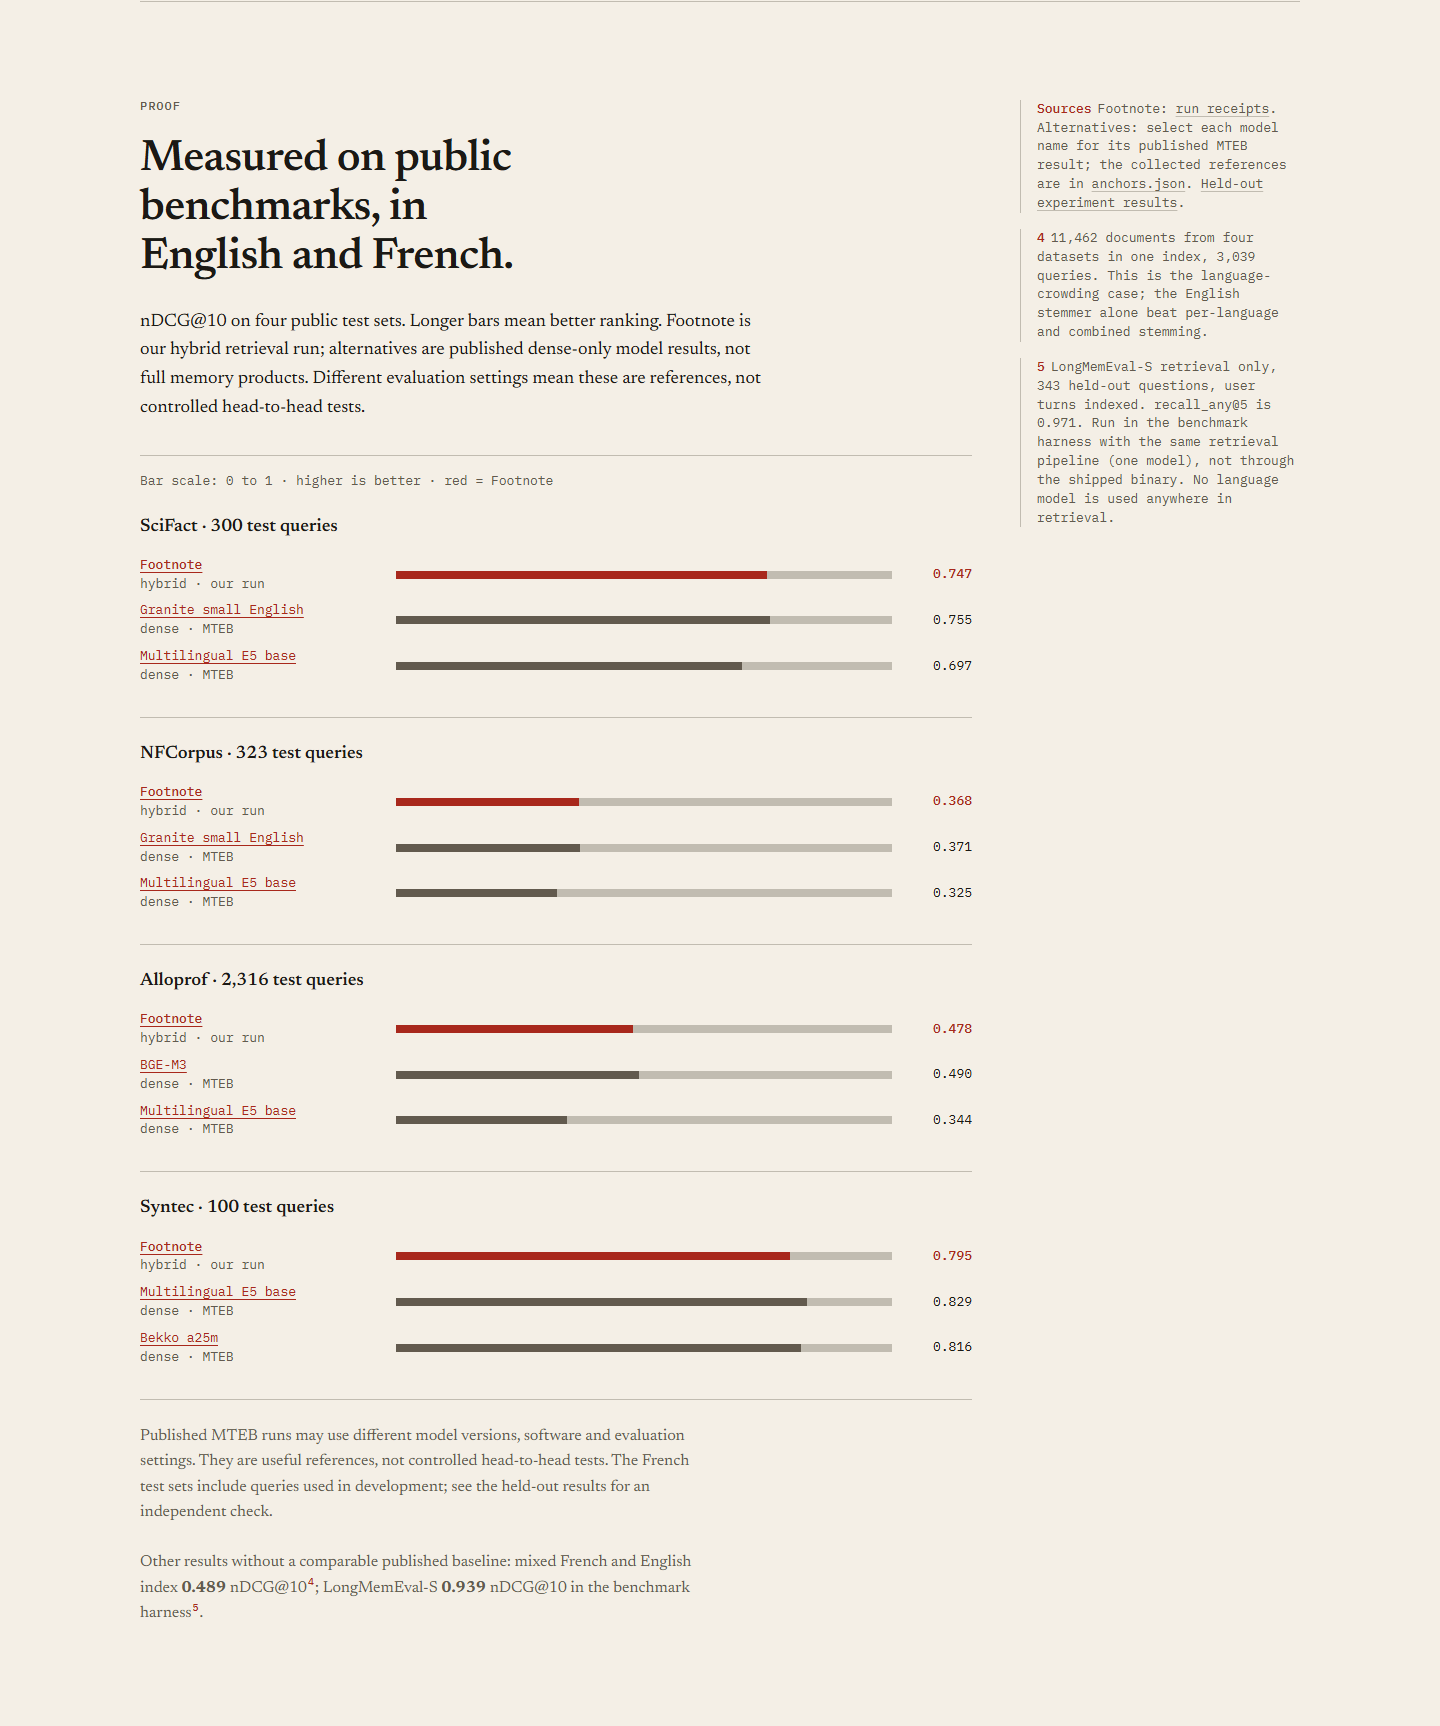 PROOF
Measured on public
benchmarks, in
English and French.
nDCG@10 on four public test sets. Longer bars mean better ranking. Footnote is
our hybrid retrieval run; alternatives are published dense-only model results, not
full memory products. Different evaluation settings mean these are references, not
controlled head-to-head tests.
Bar scale: 0 to 1 · higher is better · red = Footnote
SciFact · 300 test queries
Footnote
hybrid · our run
0.747
Granite small English
dense · MTEB
0.755
Multilingual E5 base
dense · MTEB
0.697
NFCorpus · 323 test queries
Footnote
hybrid · our run
0.368
Granite small English
dense · MTEB
0.371
Multilingual E5 base
dense · MTEB
0.325
Alloprof · 2,316 test queries
Footnote
hybrid · our run
0.478
BGE-M3
dense · MTEB
0.490
Multilingual E5 base
dense · MTEB
0.344
Syntec · 100 test queries
Footnote
hybrid · our run
0.795
Multilingual E5 base
dense · MTEB
0.829
Bekko a25m
dense · MTEB
0.816
Published MTEB runs may use different model versions, software and evaluation
settings. They are useful references, not controlled head-to-head tests. The French
test sets include queries used in development; see the held-out results for an
independent check.
Other results without a comparable published baseline: mixed French and English
index 0.489 nDCG@10⁴; LongMemEval-S 0.939 nDCG@10 in the benchmark
harness⁵.
Sources Footnote: run receipts.
Alternatives: select each model
name for its published MTEB
result; the collected references
are in anchors.json. Held-out
experiment results.
4 11,462 documents from four
datasets in one index, 3,039
queries. This is the language-
crowding case; the English
stemmer alone beat per-language
and combined stemming.
5 LongMemEval-S retrieval only,
343 held-out questions, user
turns indexed. recall_any@5 is
0.971. Run in the benchmark
harness with the same retrieval
pipeline (one model), not through
the shipped binary. No language
model is used anywhere in
retrieval.